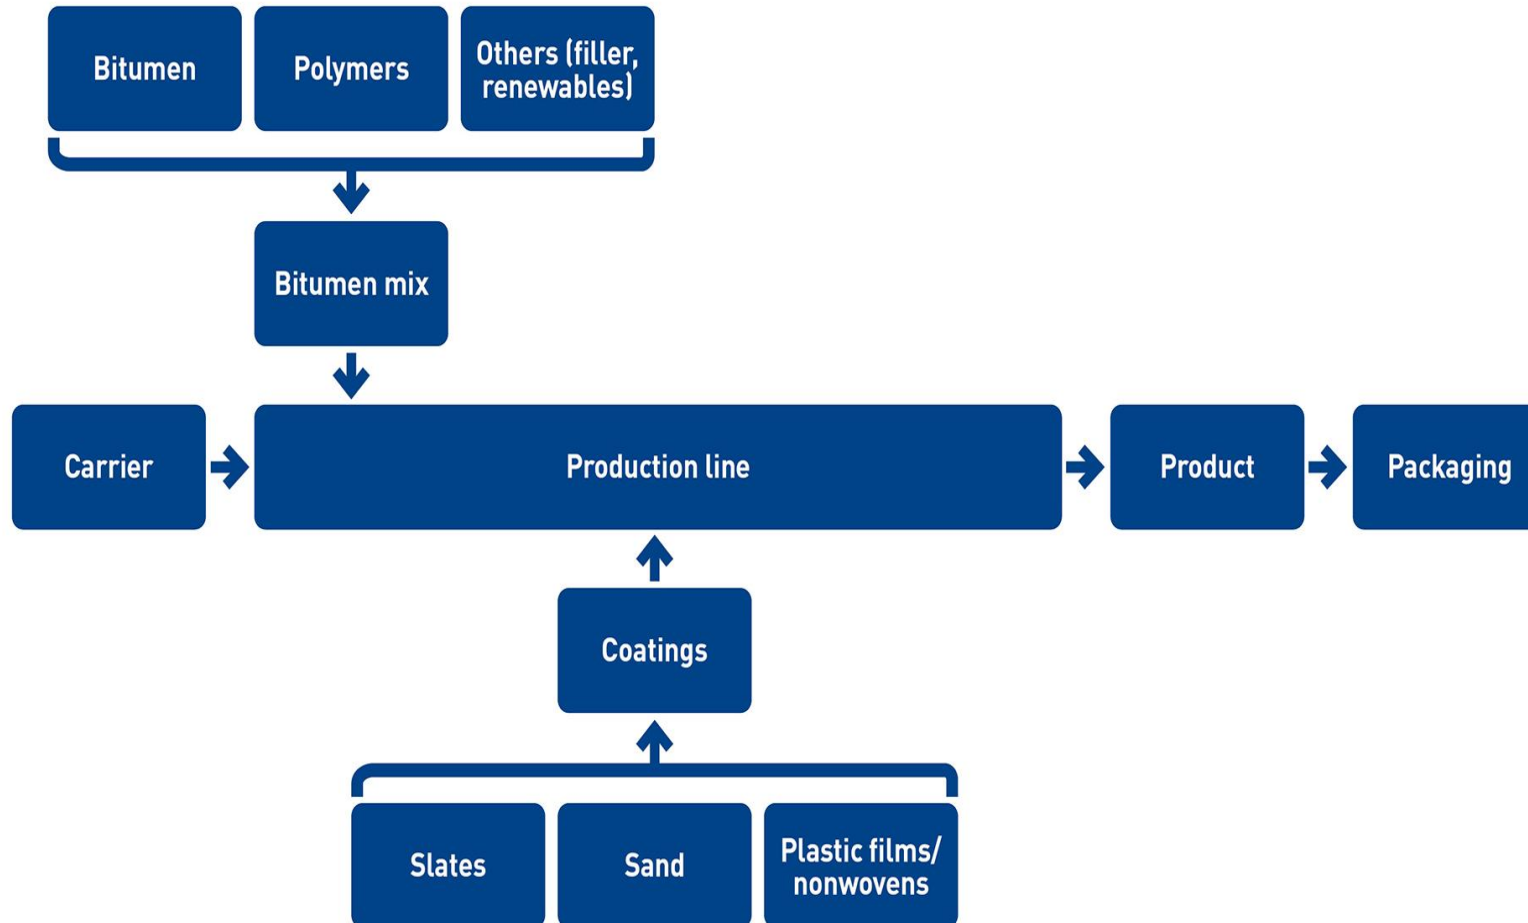 Bitumen
Polymers
Others (filler,
renewables)
Bitumen mix
Carrier
Production line
Product
Packaging
Coatings
Slates
Sand
Plastic films/
nonwovens